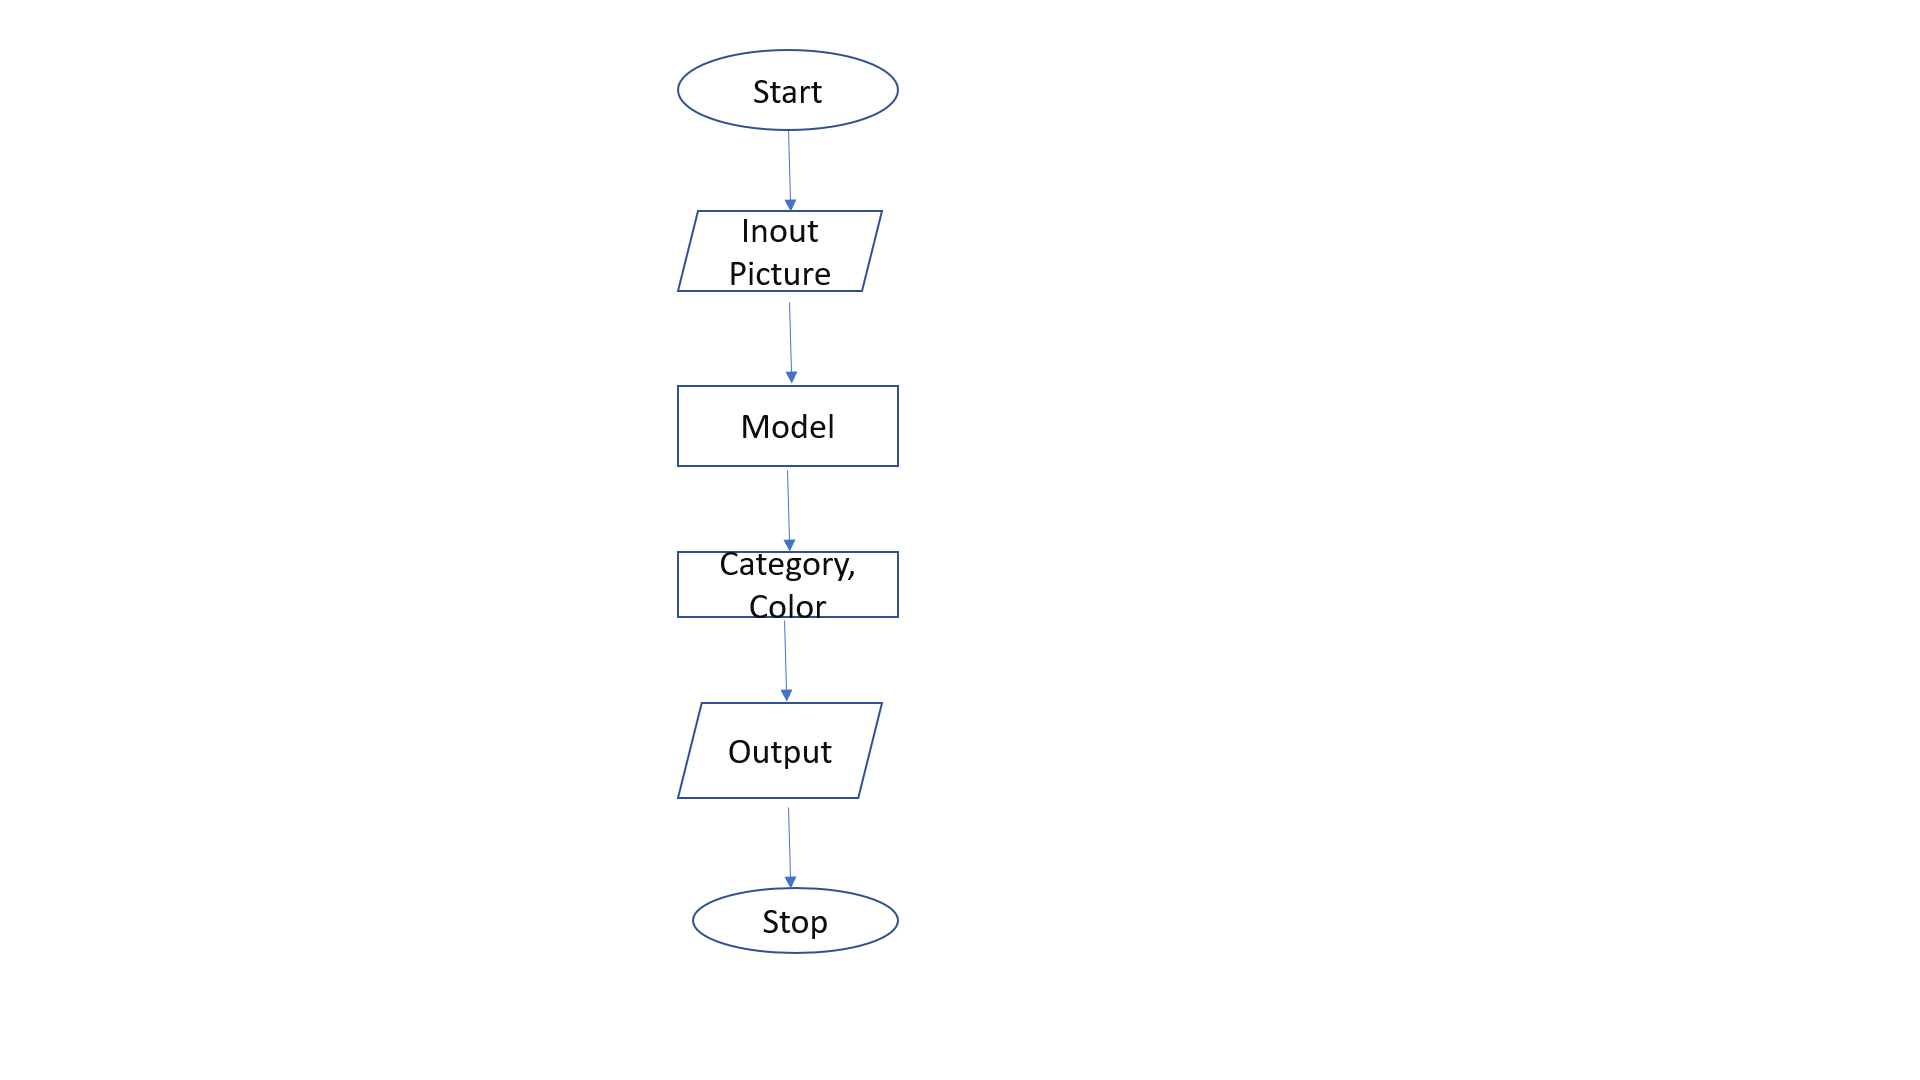 Start
Inout
Picture
Model
Category,
Color
Output
Stop